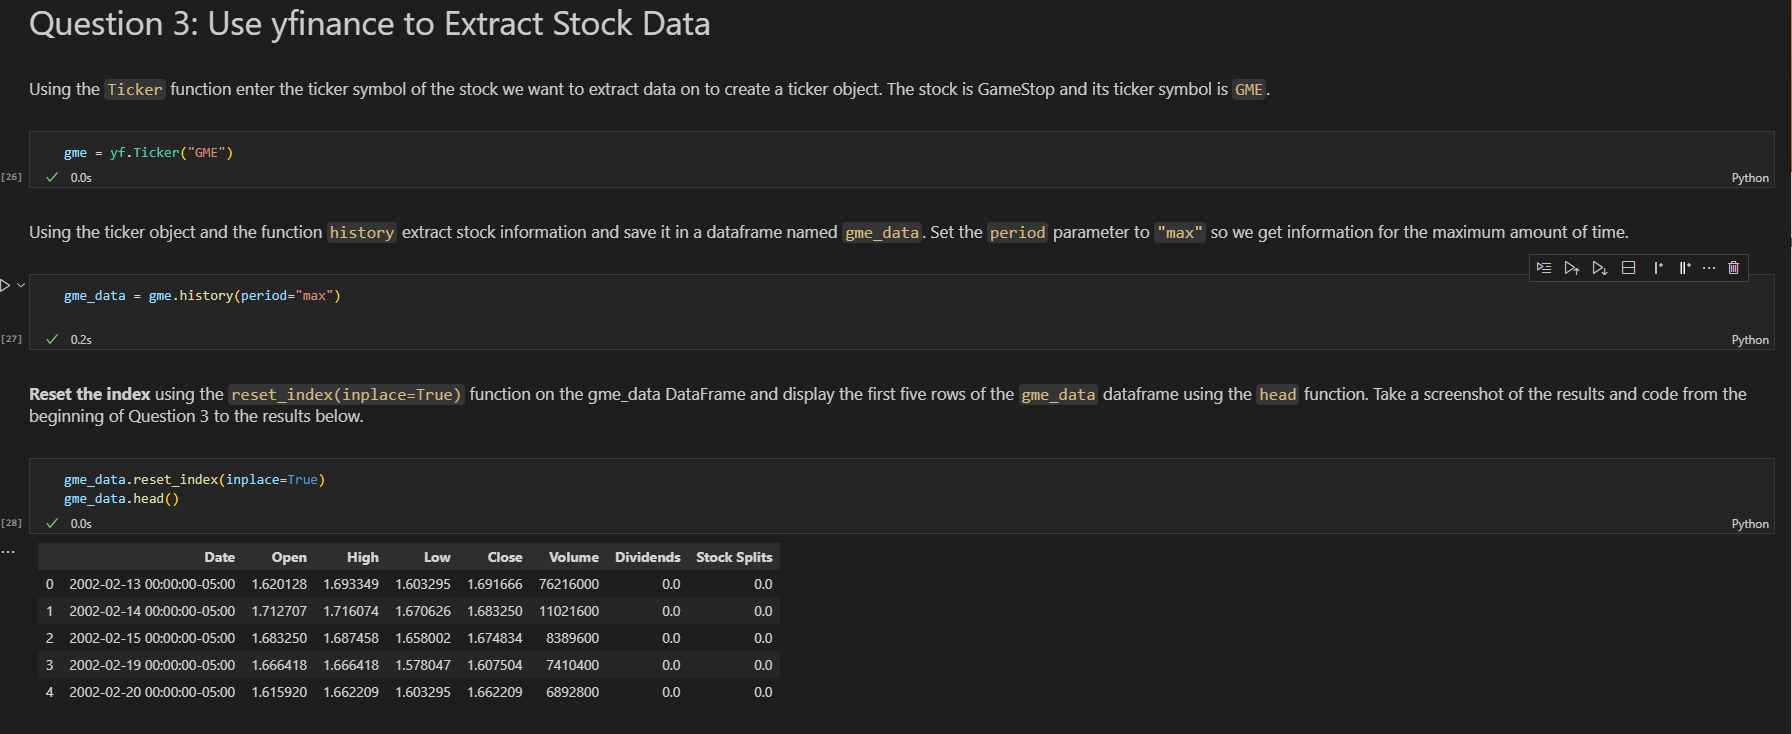 Question 3: Use yfinance to Extract Stock Data
Using the Ticker function enter the ticker symbol of the stock we want to extract data on to create a ticker object. The stock is GameStop and its ticker symbol is GME.
gme = yf.Ticker("GME")
[26] 0.0s Python
Using the ticker object and the function history extract stock information and save it in a dataframe named gme_data. Set the period parameter to "max" so we get information for the maximum amount of time.
gme_data = gme.history(period="max")
[27] 0.2s Python
Reset the index using the reset_index(inplace=True) function on the gme_data DataFrame and display the first five rows of the gme_data dataframe using the head function. Take a screenshot of the results and code from the
beginning of Question 3 to the results below.
gme_data.reset_index(inplace=True)
gme_data.head()
[28] 0.0s Python
Date Open High Low Close Volume Dividends Stock Splits
0 2002-02-13 00:00:00-05:00 1.620128 1.693349 1.603295 1.691666 76216000 0.0 0.0
1 2002-02-14 00:00:00-05:00 1.712707 1.716074 1.670626 1.683250 11021600 0.0 0.0
2 2002-02-15 00:00:00-05:00 1.683250 1.687458 1.658002 1.674834 8389600 0.0 0.0
3 2002-02-19 00:00:00-05:00 1.666418 1.666418 1.578047 1.607504 7410400 0.0 0.0
4 2002-02-20 00:00:00-05:00 1.615920 1.662209 1.603295 1.662209 6892800 0.0 0.0